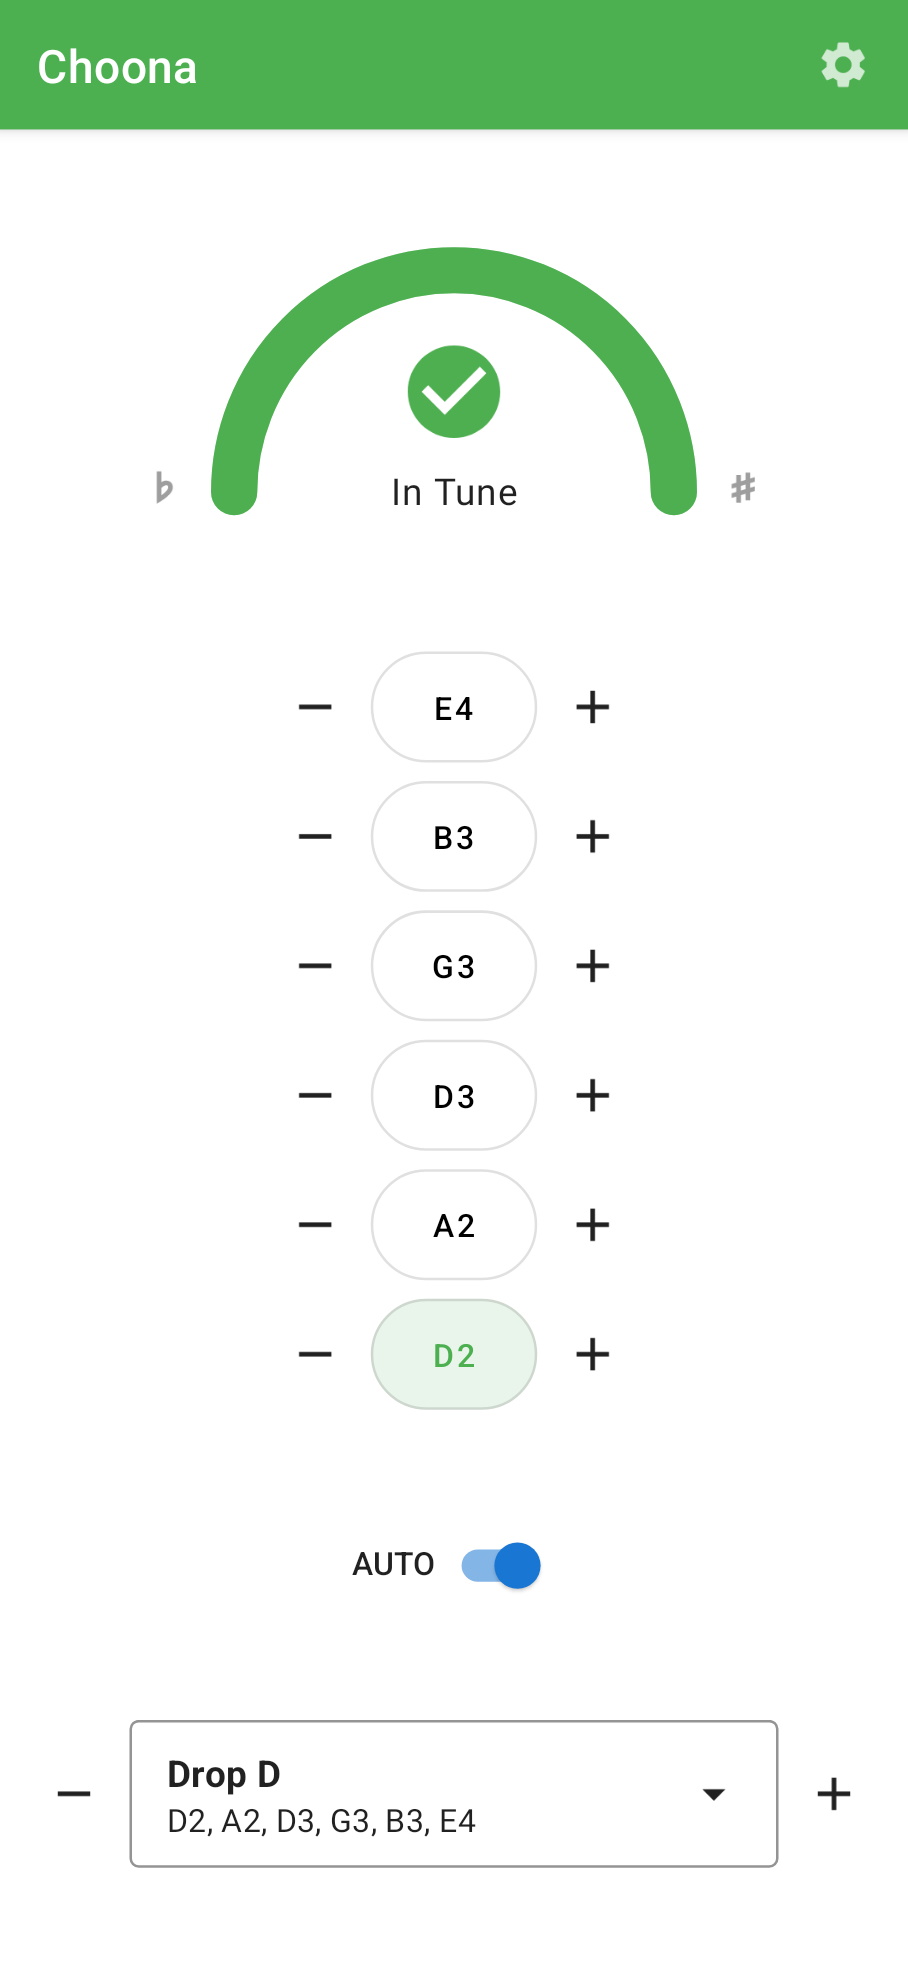 Choona
♭
In Tune
♯
− E4 +
− B3 +
− G3 +
− D3 +
− A2 +
− D2 +
AUTO
Drop D
− +
D2, A2, D3, G3, B3, E4